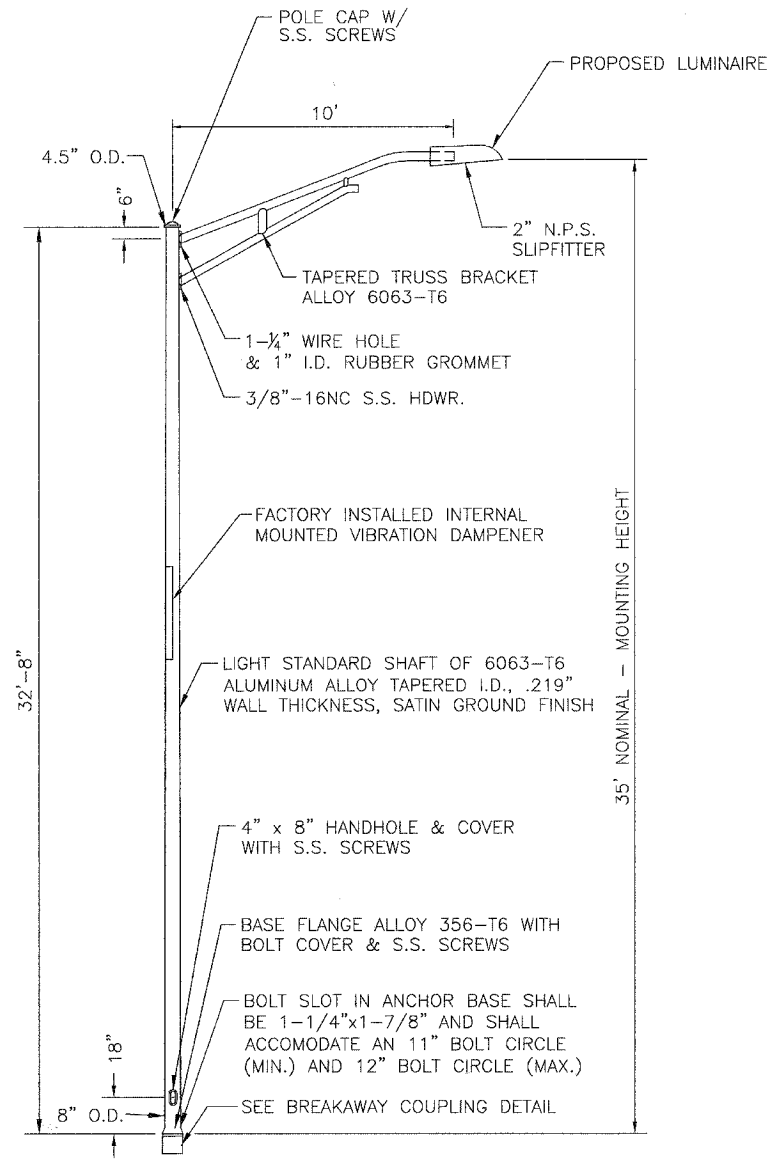 POLE CAP W/
S.S. SCREWS
PROPOSED LUMINAIRE
10'
4.5" O.D.
6"
2" N.P.S.
SLIPFITTER
TAPERED TRUSS BRACKET
ALLOY 6063-T6
1-1/4" WIRE HOLE
& 1" I.D. RUBBER GROMMET
3/8"-16NC S.S. HDWR.
FACTORY INSTALLED INTERNAL
MOUNTED VIBRATION DAMPENER
32'-8"
35' NOMINAL - MOUNTING HEIGHT
LIGHT STANDARD SHAFT OF 6063-T6
ALUMINUM ALLOY TAPERED I.D., .219"
WALL THICKNESS, SATIN GROUND FINISH
4" x 8" HANDHOLE & COVER
WITH S.S. SCREWS
BASE FLANGE ALLOY 356-T6 WITH
BOLT COVER & S.S. SCREWS
BOLT SLOT IN ANCHOR BASE SHALL
BE 1-1/4"x1-7/8" AND SHALL
ACCOMODATE AN 11" BOLT CIRCLE
(MIN.) AND 12" BOLT CIRCLE (MAX.)
18"
8" O.D.
SEE BREAKAWAY COUPLING DETAIL